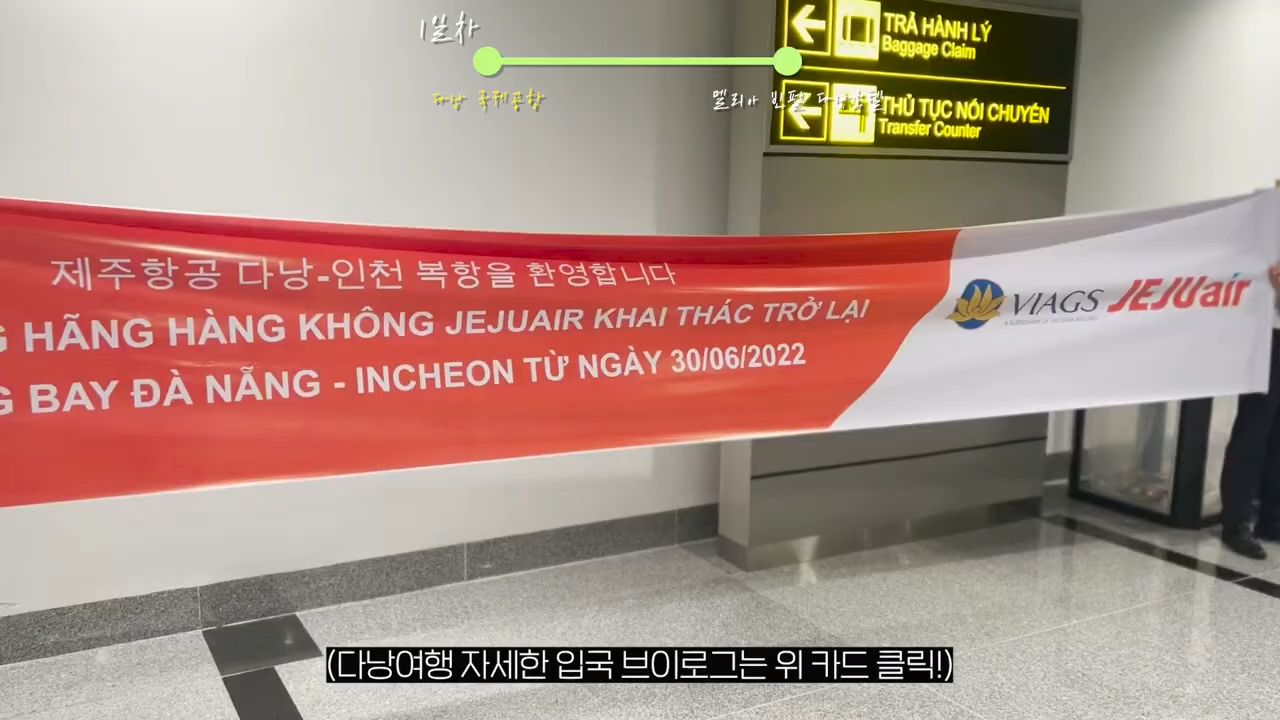 1일차
다낭 국제공항
멜리아 빈펄 다낭호텔
TRẢ HÀNH LÝ
Baggage Claim
THỦ TỤC NỐI CHUYẾN
Transfer Counter
제주항공 다낭-인천 복항을 환영합니다
G HÃNG HÀNG KHÔNG JEJUAIR KHAI THÁC TRỞ LẠI
G BAY ĐÀ NẴNG - INCHEON TỪ NGÀY 30/06/2022
VIAGS
JEJUair
(다낭여행 자세한 입국 브이로그는 위 카드 클릭!)